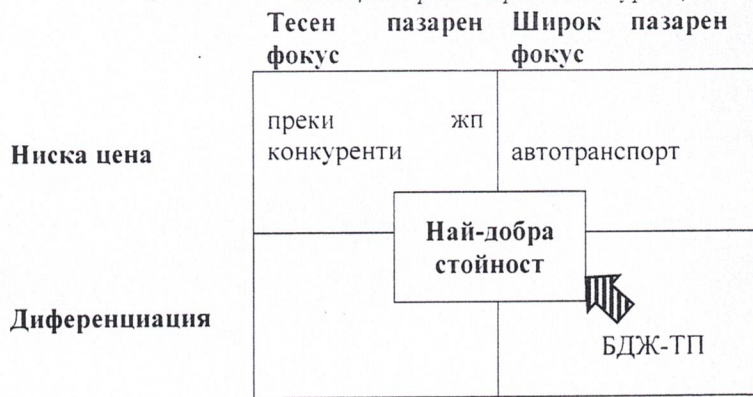 Тесен пазарен Широк пазарен
фокус фокус
преки жп
Ниска цена конкуренти автотранспорт
Най-добра
стойност
Диференциация
БДЖ-ТП